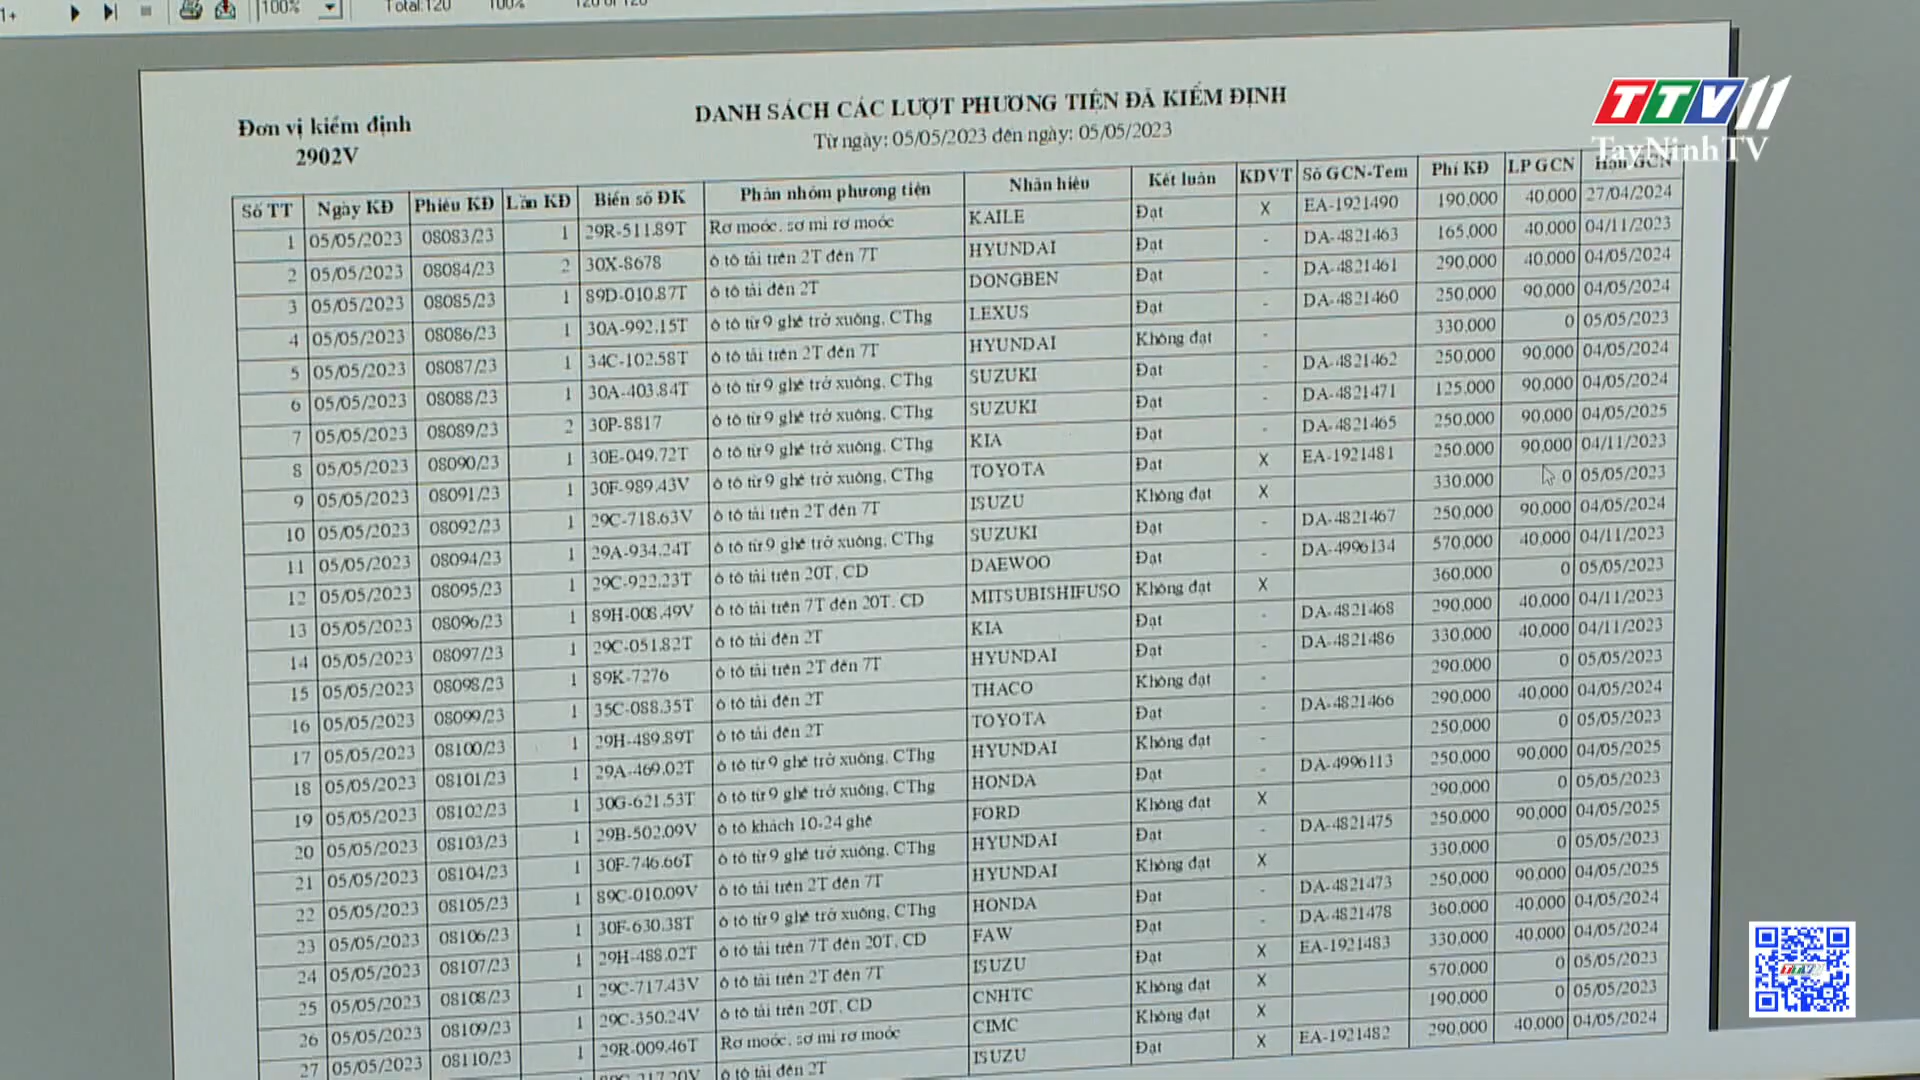 1+ 100% Total:120 100% 120 of 120
TTV11
TayNinhTV
Đơn vị kiểm định
2902V
DANH SÁCH CÁC LƯỢT PHƯƠNG TIỆN ĐÃ KIỂM ĐỊNH
Từ ngày: 05/05/2023 đến ngày: 05/05/2023
Số TT Ngày KĐ Phiếu KĐ Lần KĐ Biển số ĐK Phân nhóm phương tiện Nhãn hiệu Kết luân KDVT Số GCN-Tem Phí KĐ LP GCN Hạn GCN
1 05/05/2023 08083/23 1 29R-511.89T Rơ moóc, sơ mi rơ moóc KAILE Đạt X EA-1921490 190,000 40,000 27/04/2024
2 05/05/2023 08084/23 2 30X-8678 ô tô tải trên 2T đến 7T HYUNDAI Đạt - DA-4821463 165,000 40,000 04/11/2023
3 05/05/2023 08085/23 1 89D-010.87T ô tô tải đến 2T DONGBEN Đạt - DA-4821461 290,000 40,000 04/05/2024
4 05/05/2023 08086/23 1 30A-992.15T ô tô từ 9 ghế trở xuống, CThg LEXUS Đạt - DA-4821460 250,000 90,000 04/05/2024
5 05/05/2023 08087/23 1 34C-102.58T ô tô tải trên 2T đến 7T HYUNDAI Không đạt - 330,000 0 05/05/2023
6 05/05/2023 08088/23 1 30A-403.84T ô tô từ 9 ghế trở xuống, CThg SUZUKI Đạt - DA-4821462 250,000 90,000 04/05/2024
7 05/05/2023 08089/23 2 30P-8817 ô tô từ 9 ghế trở xuống, CThg SUZUKI Đạt - DA-4821471 125,000 90,000 04/05/2024
8 05/05/2023 08090/23 1 30E-049.72T ô tô từ 9 ghế trở xuống, CThg KIA Đạt - DA-4821465 250,000 90,000 04/05/2025
9 05/05/2023 08091/23 1 30F-989.43V ô tô từ 9 ghế trở xuống, CThg TOYOTA Đạt X EA-1921481 250,000 90,000 04/11/2023
10 05/05/2023 08092/23 1 29C-718.63V ô tô tải trên 2T đến 7T ISUZU Không đạt X 330,000 0 05/05/2023
11 05/05/2023 08094/23 1 29A-934.24T ô tô từ 9 ghế trở xuống, CThg SUZUKI Đạt - DA-4821467 250,000 90,000 04/05/2024
12 05/05/2023 08095/23 1 29C-922.23T ô tô tải trên 20T, CD DAEWOO Đạt - DA-4996134 570,000 40,000 04/11/2023
13 05/05/2023 08096/23 1 89H-008.49V ô tô tải trên 7T đến 20T, CD MITSUBISHIFUSO Không đạt X 360,000 0 05/05/2023
14 05/05/2023 08097/23 1 29C-051.82T ô tô tải đến 2T KIA Đạt - DA-4821468 290,000 40,000 04/11/2023
15 05/05/2023 08098/23 1 89K-7276 ô tô tải trên 2T đến 7T HYUNDAI Đạt - DA-4821486 330,000 40,000 04/11/2023
16 05/05/2023 08099/23 1 35C-088.35T ô tô tải đến 2T THACO Không đạt - 290,000 0 05/05/2023
17 05/05/2023 08100/23 1 29H-489.89T ô tô tải đến 2T TOYOTA Đạt - DA-4821466 290,000 40,000 04/05/2024
18 05/05/2023 08101/23 1 29A-469.02T ô tô từ 9 ghế trở xuống, CThg HYUNDAI Không đạt - 250,000 0 05/05/2023
19 05/05/2023 08102/23 1 30G-621.53T ô tô từ 9 ghế trở xuống, CThg HONDA Đạt - DA-4996113 250,000 90,000 04/05/2025
20 05/05/2023 08103/23 1 29B-502.09V ô tô khách 10-24 ghế FORD Không đạt X 290,000 0 05/05/2023
21 05/05/2023 08104/23 1 30F-746.66T ô tô từ 9 ghế trở xuống, CThg HYUNDAI Đạt - DA-4821475 250,000 90,000 04/05/2025
22 05/05/2023 08105/23 1 89C-010.09V ô tô tải trên 2T đến 7T HYUNDAI Không đạt X 330,000 0 05/05/2023
23 05/05/2023 08106/23 1 30F-630.38T ô tô từ 9 ghế trở xuống, CThg HONDA Đạt - DA-4821473 250,000 90,000 04/05/2025
24 05/05/2023 08107/23 1 29H-488.02T ô tô tải trên 7T đến 20T, CD FAW Đạt - DA-4821478 360,000 40,000 04/05/2024
25 05/05/2023 08108/23 1 29C-717.43V ô tô tải trên 2T đến 7T ISUZU Đạt X EA-1921483 330,000 40,000 04/05/2024
26 05/05/2023 08109/23 1 29C-350.24V ô tô tải trên 20T, CD CNHTC Không đạt X 570,000 0 05/05/2023
27 05/05/2023 08110/23 1 29R-009.46T Rơ moóc, sơ mi rơ moóc CIMC Không đạt X 190,000 0 05/05/2023
ô tô tải đến 2T ISUZU Đạt X EA-1921482 290,000 40,000 04/05/2024